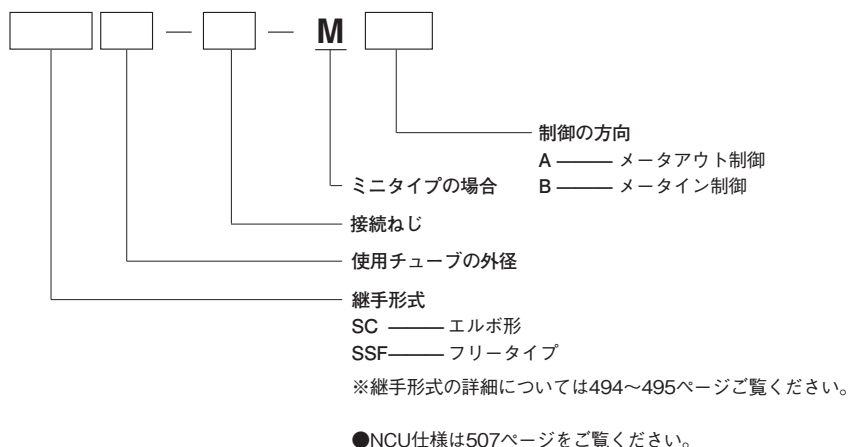 — — M
制御の方向
A ——— メータアウト制御
ミニタイプの場合 B ——— メータイン制御
接続ねじ
使用チューブの外径
継手形式
SC ——— エルボ形
SSF——— フリータイプ
※継手形式の詳細については494〜495ページご覧ください。
●NCU仕様は507ページをご覧ください。